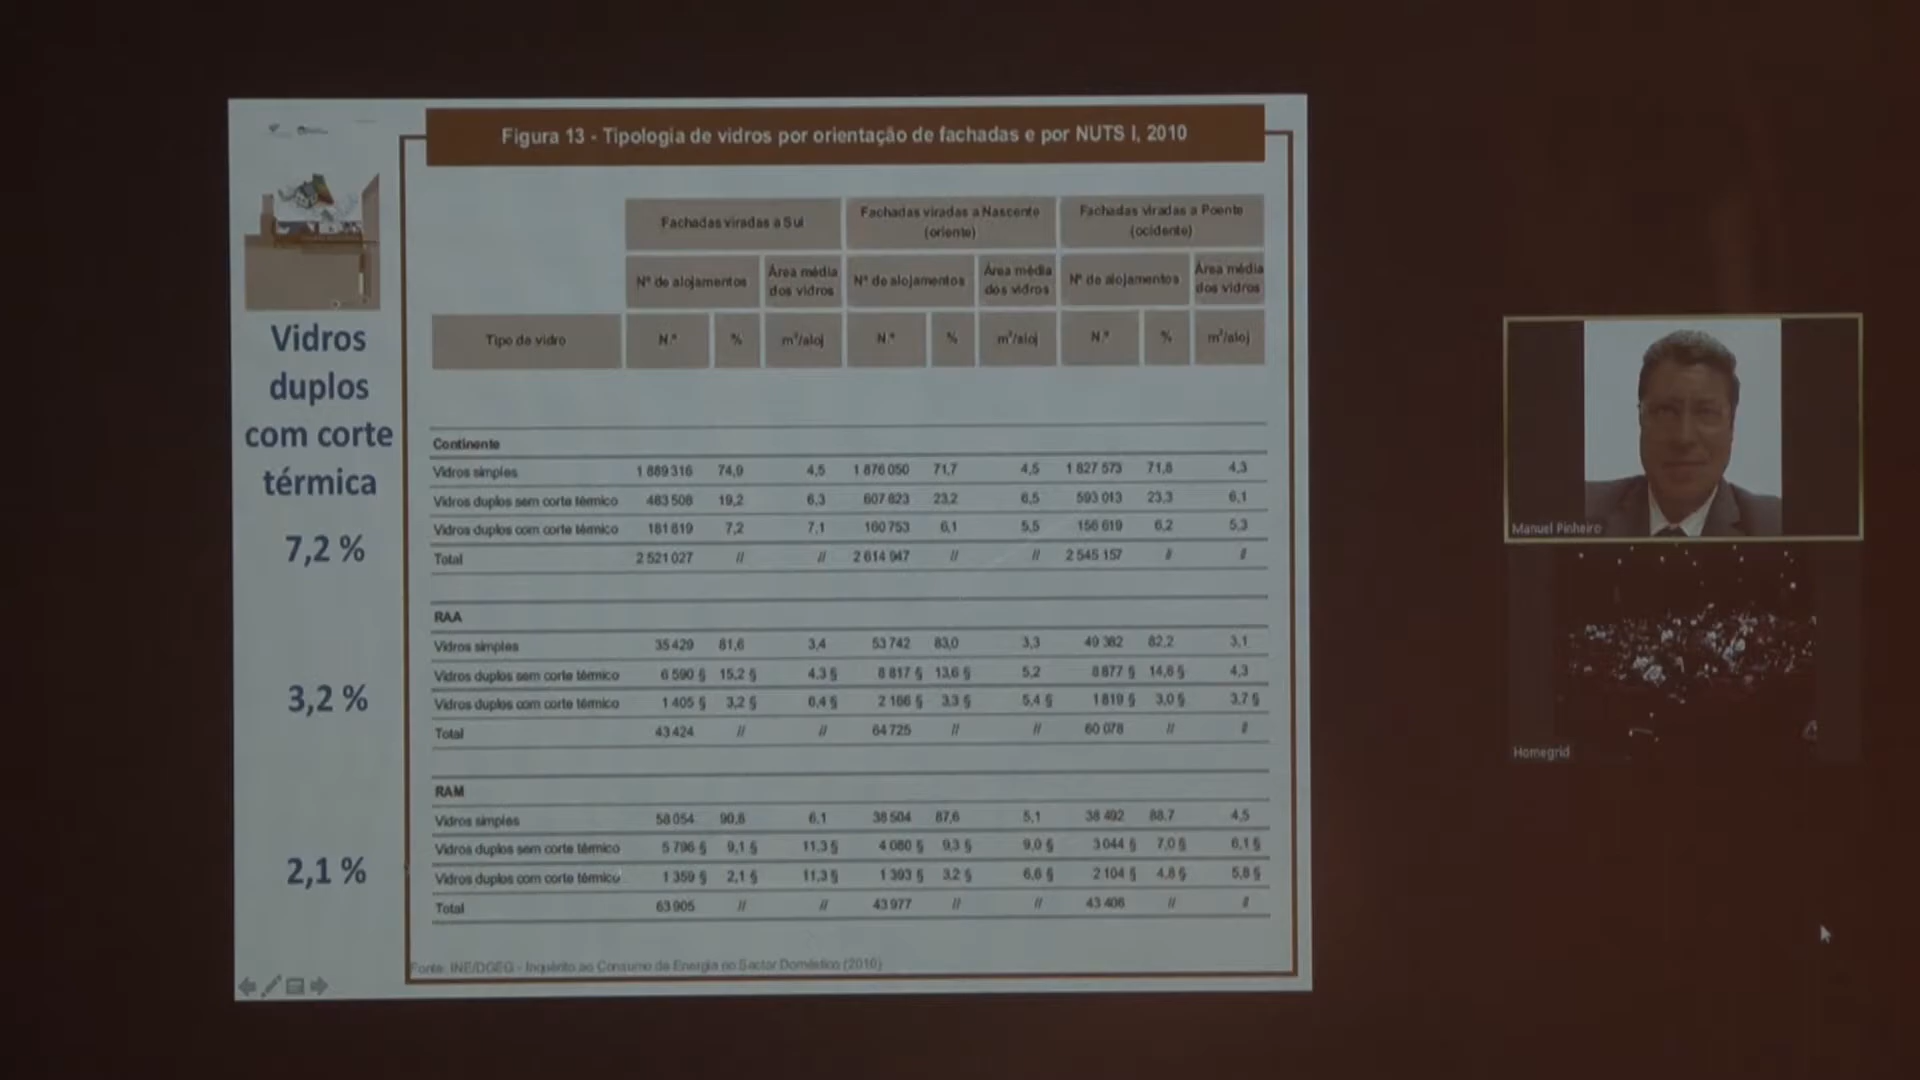 Figura 13 - Tipologia de vidros por orientação de fachadas e por NUTS I, 2010
Fachadas viradas a Sul
Fachadas viradas a Nascente
(oriente)
Fachadas viradas a Poente
(ocidente)
Nº de alojamentos
Área média
dos vidros
Nº de alojamentos
Área média
dos vidros
Nº de alojamentos
Área média
dos vidros
Tipo de vidro N.º % m²/aloj N.º % m²/aloj N.º % m²/aloj
Vidros
duplos
com corte
térmica
7,2 %
3,2 %
2,1 %
Continente
Vidros simples 1 889 316 74,9 4,5 1 876 050 71,7 4,5 1 827 573 71,8 4,3
Vidros duplos sem corte térmico 483 508 19,2 6,3 607 823 23,2 6,5 593 013 23,3 6,1
Vidros duplos com corte térmico 181 819 7,2 7,1 160 753 6,1 5,5 156 619 6,2 5,3
Total 2 521 027 // // 2 614 947 // // 2 545 157 // //
RAA
Vidros simples 35 429 81,6 3,4 53 742 83,0 3,3 49 382 82,2 3,1
Vidros duplos sem corte térmico 6 590 § 15,2 § 4,3 § 8 817 § 13,6 § 5,2 8 877 § 14,8 § 4,3
Vidros duplos com corte térmico 1 405 § 3,2 § 6,4 § 2 166 § 3,3 § 5,4 § 1 819 § 3,0 § 3,7 §
Total 43 424 // // 64 725 // // 60 078 // //
RAM
Vidros simples 58 054 90,8 6,1 38 504 87,6 5,1 38 492 88,7 4,5
Vidros duplos sem corte térmico 5 796 § 9,1 § 11,3 § 4 080 § 9,3 § 9,0 § 3 044 § 7,0 § 6,1 §
Vidros duplos com corte térmico 1 359 § 2,1 § 11,3 § 1 393 § 3,2 § 6,6 § 2 104 § 4,8 § 5,8 §
Total 63 905 // // 43 977 // // 43 406 // //
Fonte: INE/DGEG - Inquérito ao Consumo de Energia no Sector Doméstico (2010)
Manuel Pinheiro
Homegrid